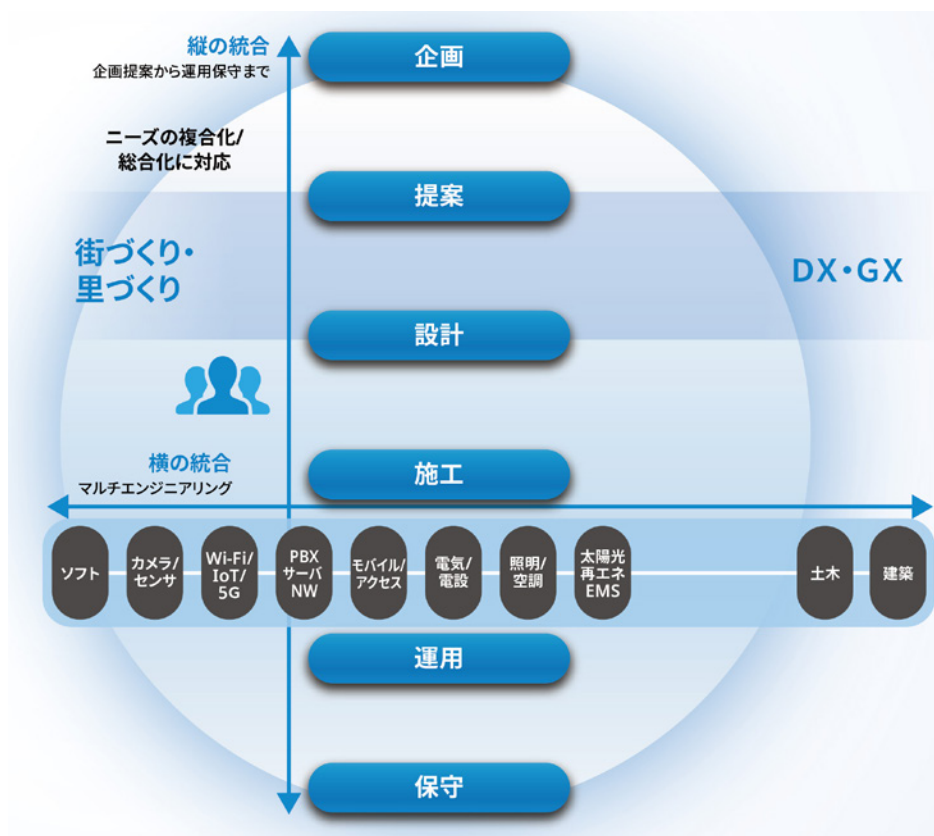 縦の統合
企画提案から運用保守まで
企画
ニーズの複合化/
総合化に対応
提案
街づくり・
里づくり
DX・GX
設計
横の統合
マルチエンジニアリング
施工
ソフト
カメラ/
センサ
Wi-Fi/
IoT/
5G
PBX
サーバ
NW
モバイル/
アクセス
電気/
電設
照明/
空調
太陽光
再エネ
EMS
土木
建築
運用
保守